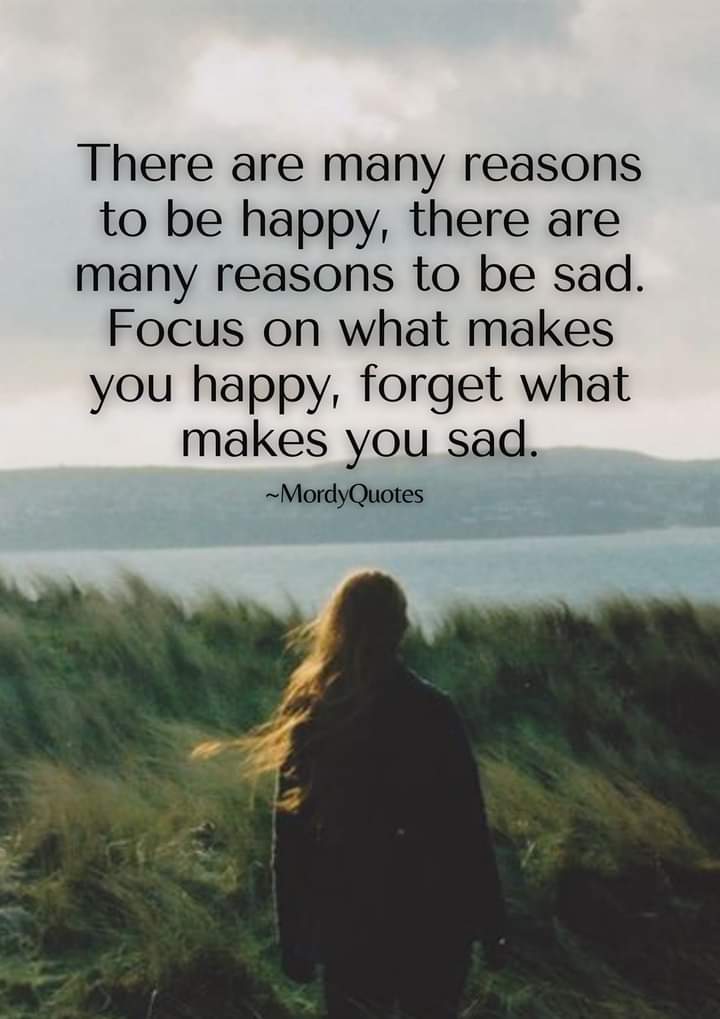 There are many reasons
to be happy, there are
many reasons to be sad.
Focus on what makes
you happy, forget what
makes you sad.
~MordyQuotes